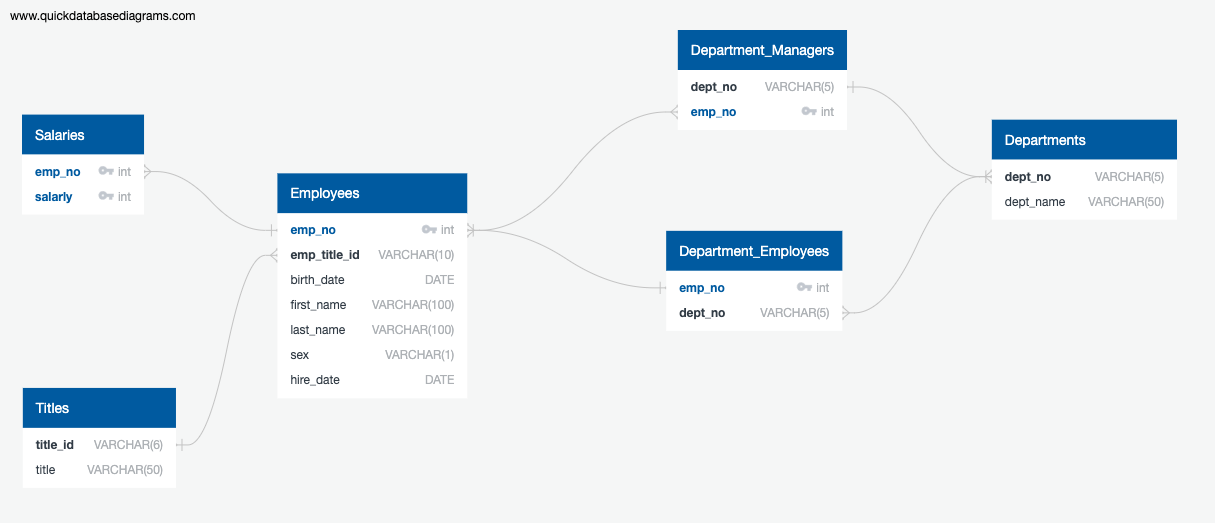 www.quickdatabasediagrams.com
Salaries
emp_no int
salarly int
Titles
title_id VARCHAR(6)
title VARCHAR(50)
Employees
emp_no int
emp_title_id VARCHAR(10)
birth_date DATE
first_name VARCHAR(100)
last_name VARCHAR(100)
sex VARCHAR(1)
hire_date DATE
Department_Managers
dept_no VARCHAR(5)
emp_no int
Department_Employees
emp_no int
dept_no VARCHAR(5)
Departments
dept_no VARCHAR(5)
dept_name VARCHAR(50)